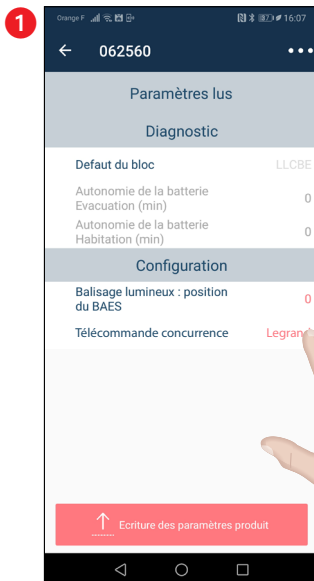 1
Orange F 16:07
062560
Paramètres lus
Diagnostic
Defaut du bloc LLCBE
Autonomie de la batterie
Evacuation (min) 0
Autonomie de la batterie
Habitation (min) 0
Configuration
Balisage lumineux : position
du BAES 0
Télécommande concurrence Legrand
Ecriture des paramètres produit